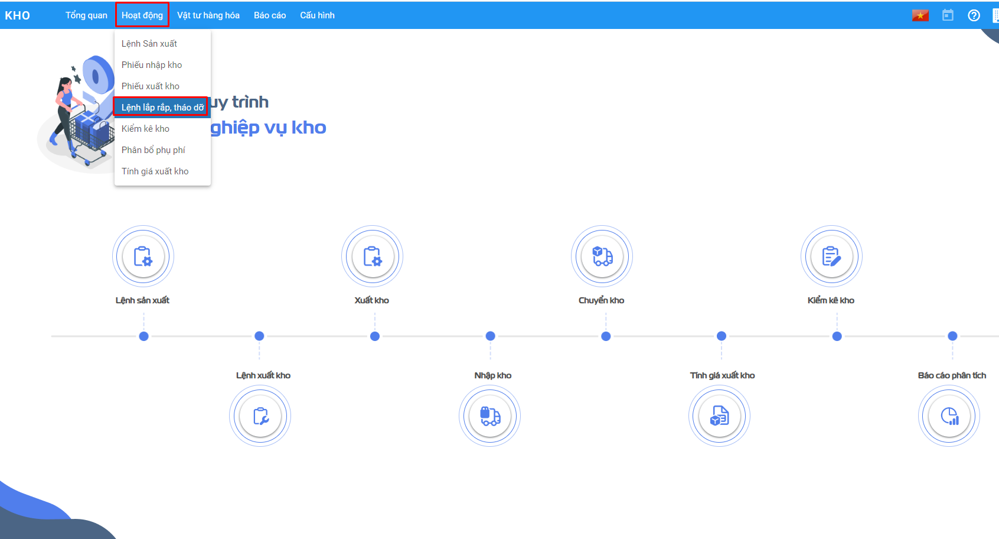 KHO
Tổng quan
Hoạt động
Vật tư hàng hóa
Báo cáo
Cấu hình
Lệnh Sản xuất
Phiếu nhập kho
Phiếu xuất kho
Lệnh lắp rắp, tháo dỡ
Kiểm kê kho
Phân bổ phụ phí
Tính giá xuất kho
uy trình
ghiệp vụ kho
Lệnh sản xuất
Xuất kho
Chuyển kho
Kiểm kê kho
Lệnh xuất kho
Nhập kho
Tính giá xuất kho
Báo cáo phân tích